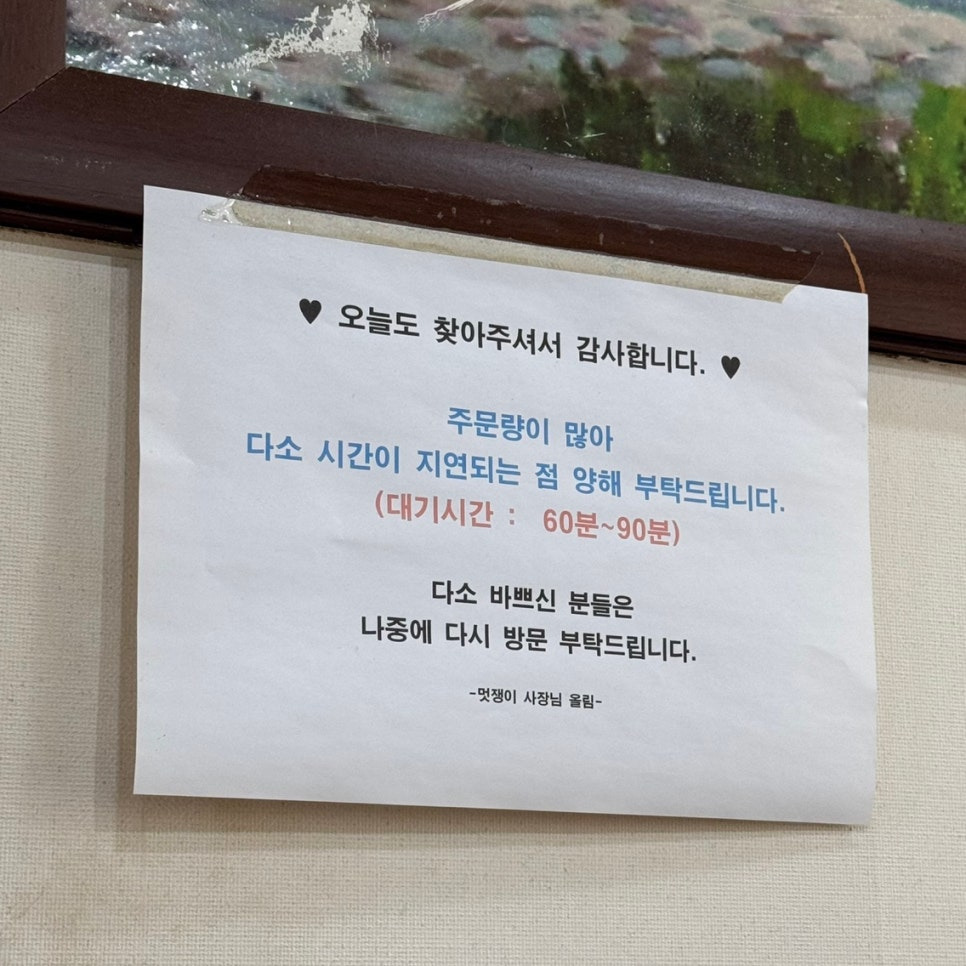 ♥ 오늘도 찾아주셔서 감사합니다. ♥
주문량이 많아
다소 시간이 지연되는 점 양해 부탁드립니다.
(대기시간 : 60분~90분)
다소 바쁘신 분들은
나중에 다시 방문 부탁드립니다.
-멋쟁이 사장님 올림-